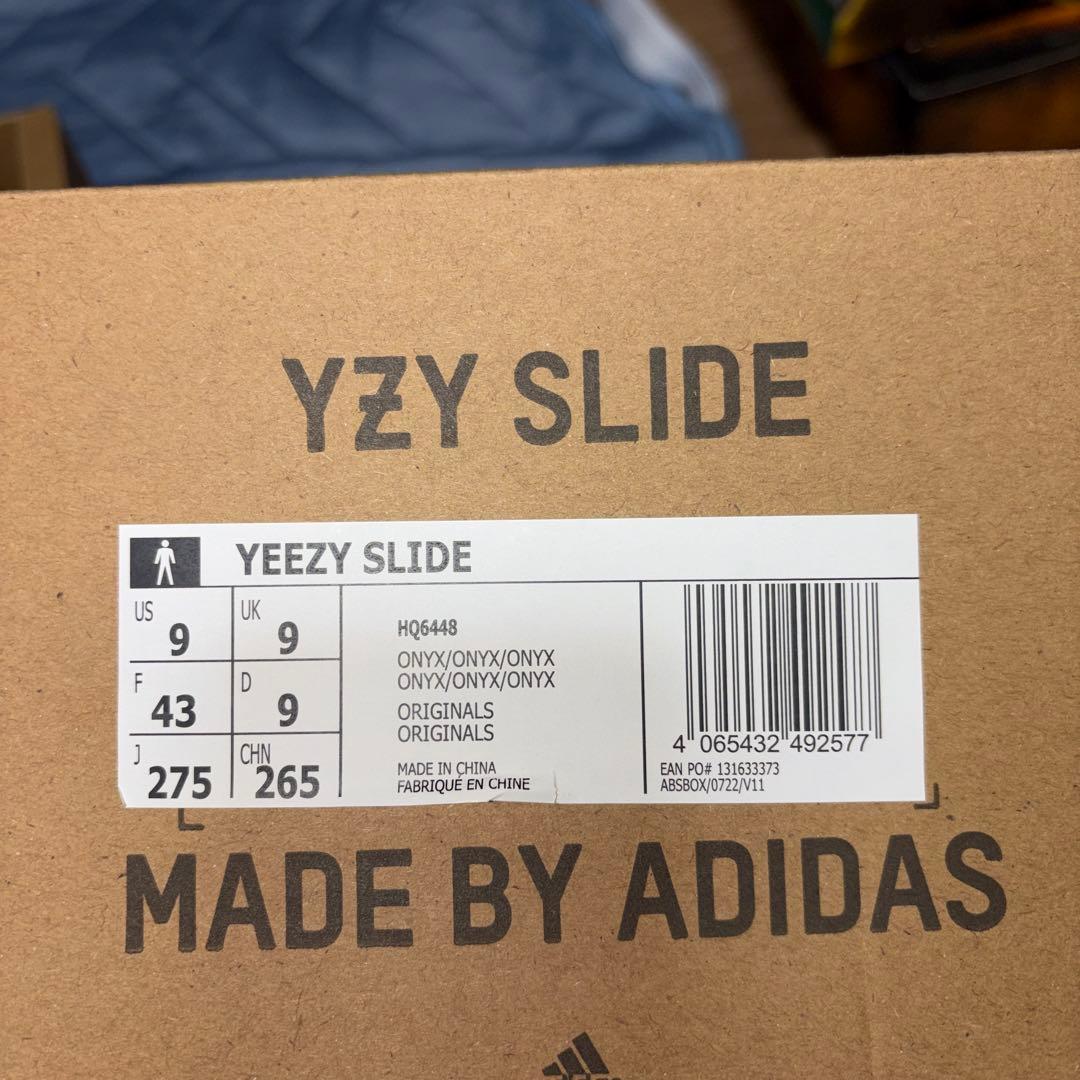 YZY SLIDE
YEEZY SLIDE
US 9 UK 9
F 43 D 9
J 275 CHN 265
HQ6448
ONYX/ONYX/ONYX
ONYX/ONYX/ONYX
ORIGINALS
ORIGINALS
MADE IN CHINA
FABRIQUÉ EN CHINE
4 065432 492577
EAN PO# 131633373
ABSBOX/0722/V11
MADE BY ADIDAS